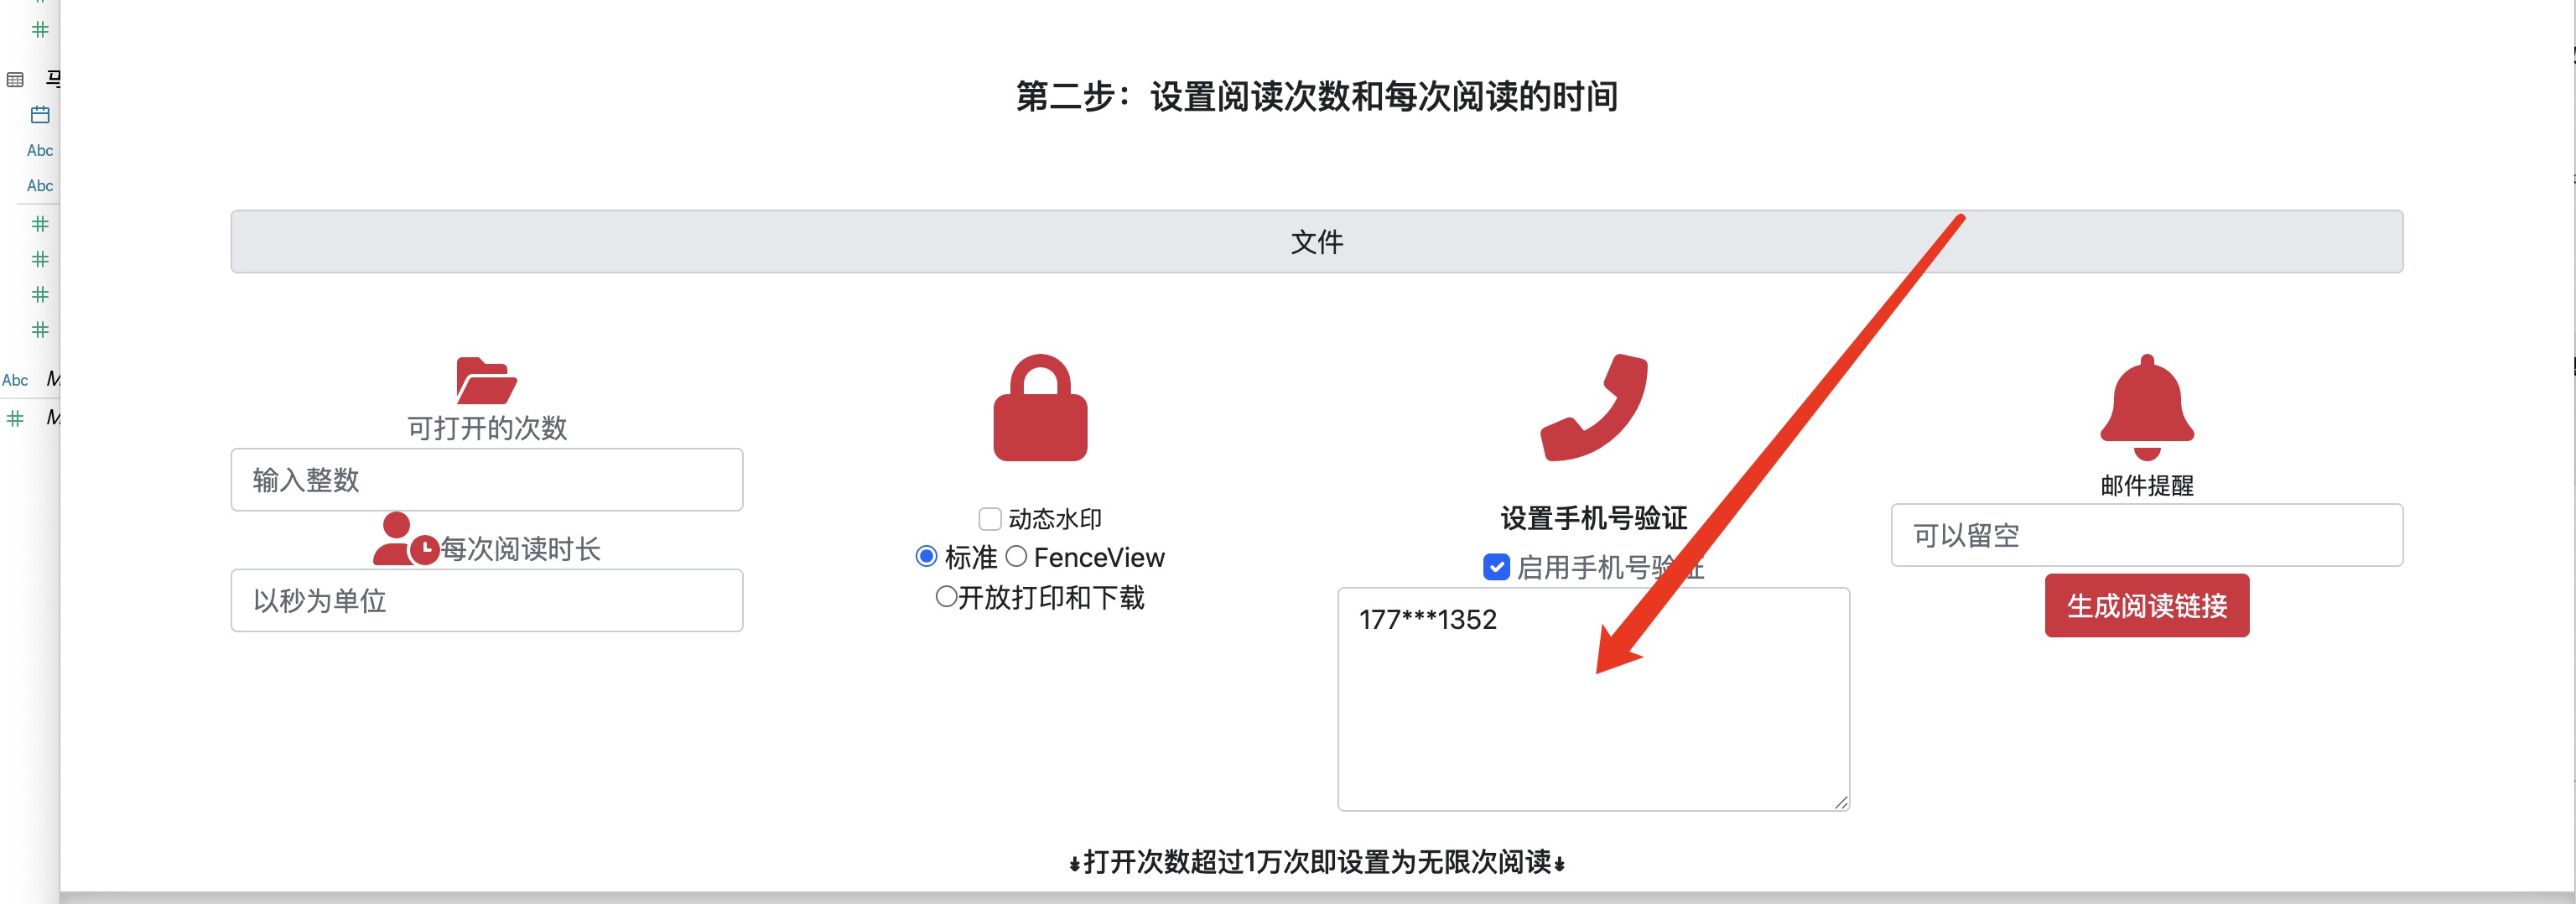 马
Abc
Abc
Abc
M
M
第二步：设置阅读次数和每次阅读的时间
文件
可打开的次数
输入整数
每次阅读时长
以秒为单位
动态水印
标准 FenceView
开放打印和下载
设置手机号验证
启用手机号验证
177***1352
邮件提醒
可以留空
生成阅读链接
↡打开次数超过1万次即设置为无限次阅读↡